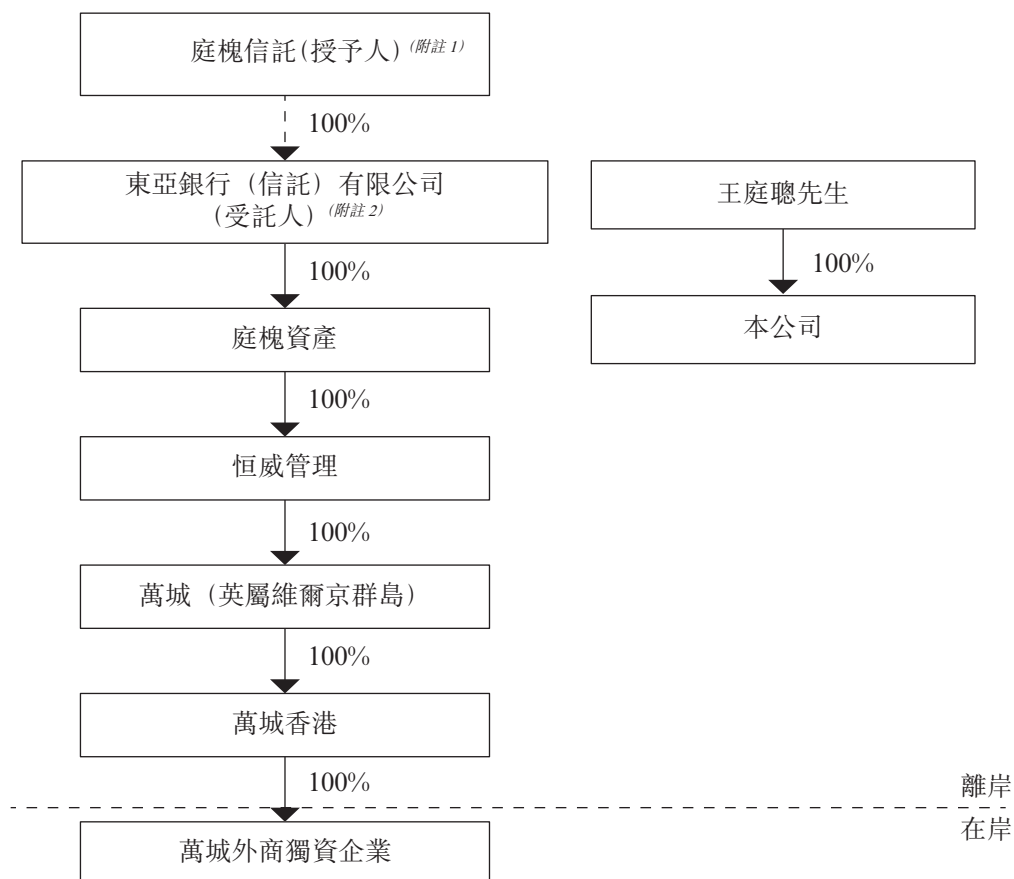 庭槐信託(授予人)(附註 1)
100%
東亞銀行（信託）有限公司
(受託人)(附註 2)
王庭聰先生
100%
100%
本公司
庭槐資產
100%
恒威管理
100%
萬城（英屬維爾京群島）
100%
萬城香港
100%
離岸
在岸
萬城外商獨資企業